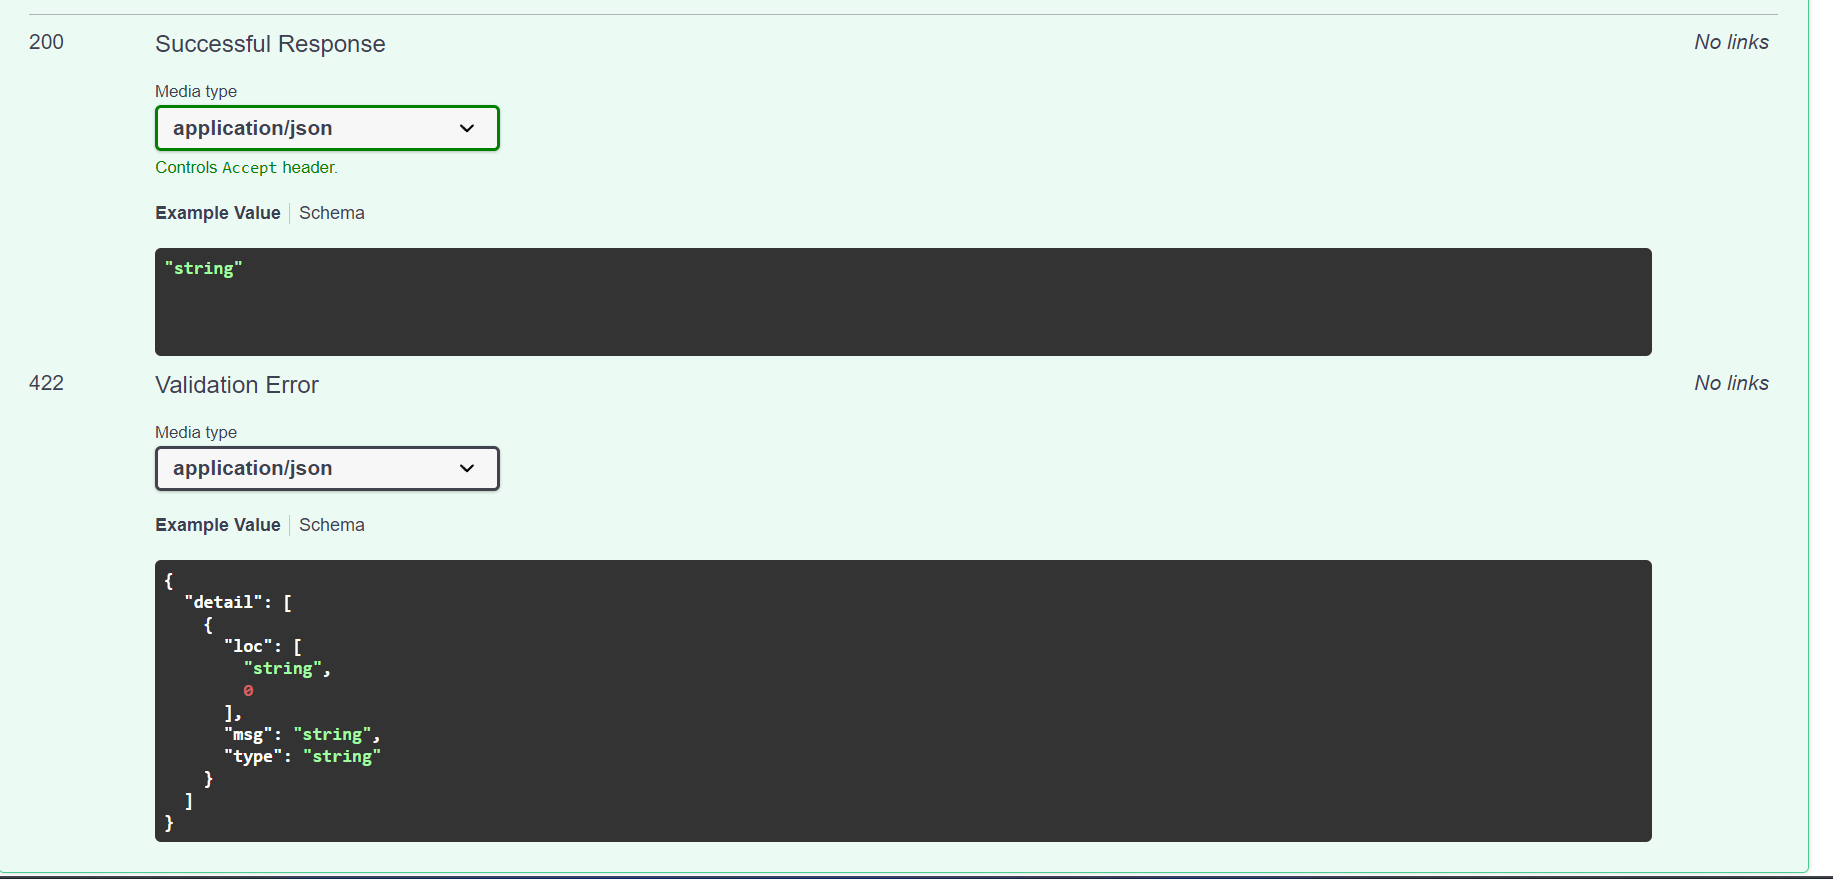 200
Successful Response
No links
Media type
application/json
Controls Accept header.
Example Value
Schema
"string"
422
Validation Error
No links
Media type
application/json
Example Value
Schema
{
  "detail": [
    {
      "loc": [
        "string",
        0
      ],
      "msg": "string",
      "type": "string"
    }
  ]
}